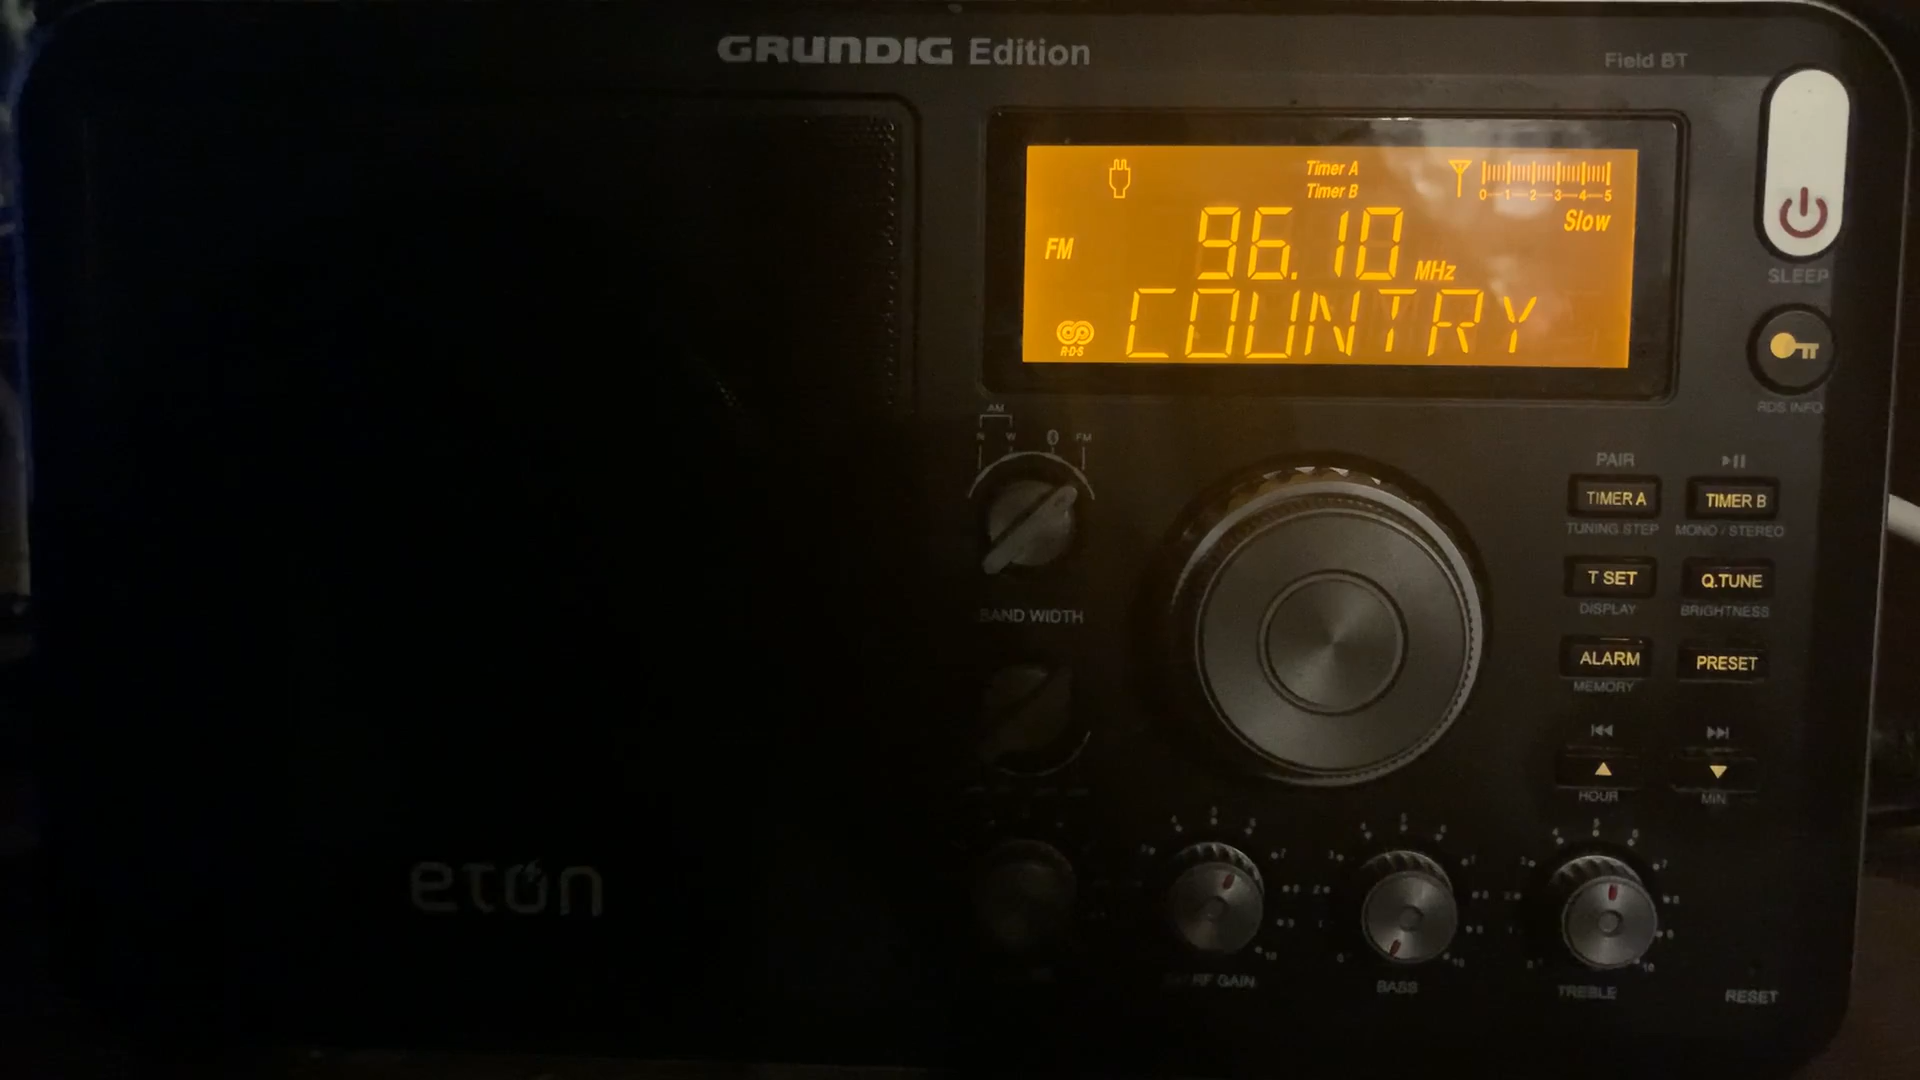 GRUNDIG Edition
Field BT
Timer A
Timer B
0 1 2 3 4 5
Slow
FM
96.10 MHz
RDS
COUNTRY
SLEEP
RDS INFO
AM
N W FM
BAND WIDTH
PAIR
TIMER A TIMER B
TUNING STEP MONO / STEREO
T SET Q.TUNE
DISPLAY BRIGHTNESS
ALARM PRESET
MEMORY
HOUR MIN
etón
RF GAIN
BASS
TREBLE
RESET